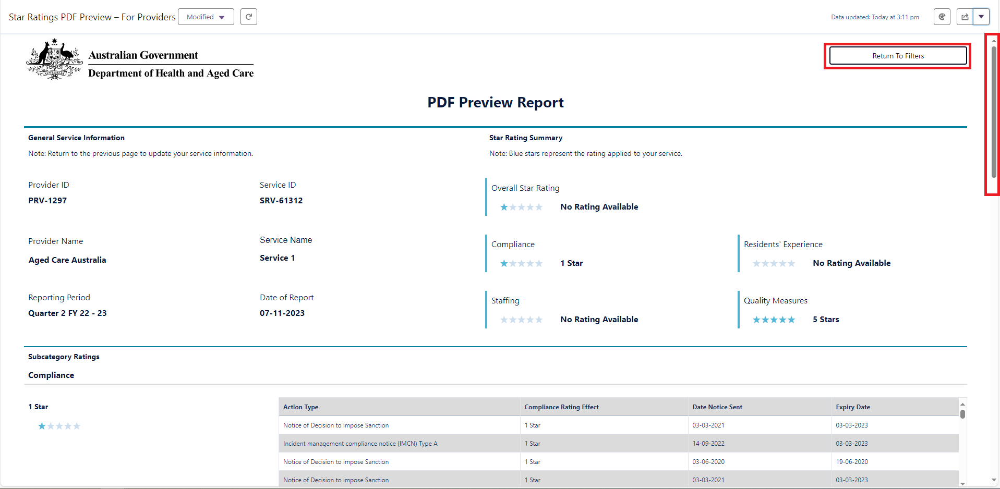 Star Ratings PDF Preview – For Providers
Modified
Data updated: Today at 3:11 pm
AUSTRALIA
Australian Government
Department of Health and Aged Care
Return To Filters
PDF Preview Report
General Service Information
Note: Return to the previous page to update your service information.
Star Rating Summary
Note: Blue stars represent the rating applied to your service.
Provider ID
PRV-1297
Service ID
SRV-61312
Overall Star Rating
No Rating Available
Provider Name
Aged Care Australia
Service Name
Service 1
Compliance
1 Star
Residents' Experience
No Rating Available
Reporting Period
Quarter 2 FY 22 - 23
Date of Report
07-11-2023
Staffing
No Rating Available
Quality Measures
5 Stars
Subcategory Ratings
Compliance
1 Star
Action Type Compliance Rating Effect Date Notice Sent Expiry Date
Notice of Decision to impose Sanction 1 Star 03-03-2021 03-03-2023
Incident management compliance notice (IMCN) Type A 1 Star 14-09-2022 03-03-2023
Notice of Decision to impose Sanction 1 Star 03-06-2020 19-06-2020
Notice of Decision to impose Sanction 1 Star 03-03-2021 03-03-2023